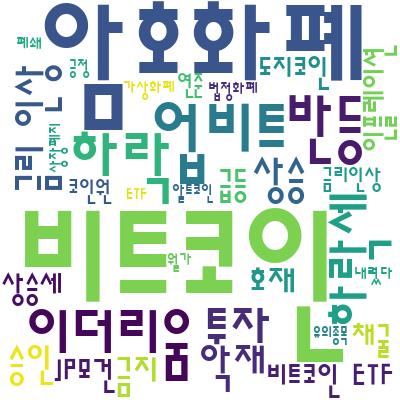 암호화폐
폐쇄
긍정
가상화폐
연준
법정화폐
도지코인
인플레이션
금리 인상
상장폐지
하락
업비트
반등
코인원
ETF
알트코인
급등
상승
금리인상
비트코인
하락세
월가
호재
내렸다
상승세
이더리움
투자
유의종목
채굴
승인
JP모건
금지
악재
비트코인 ETF